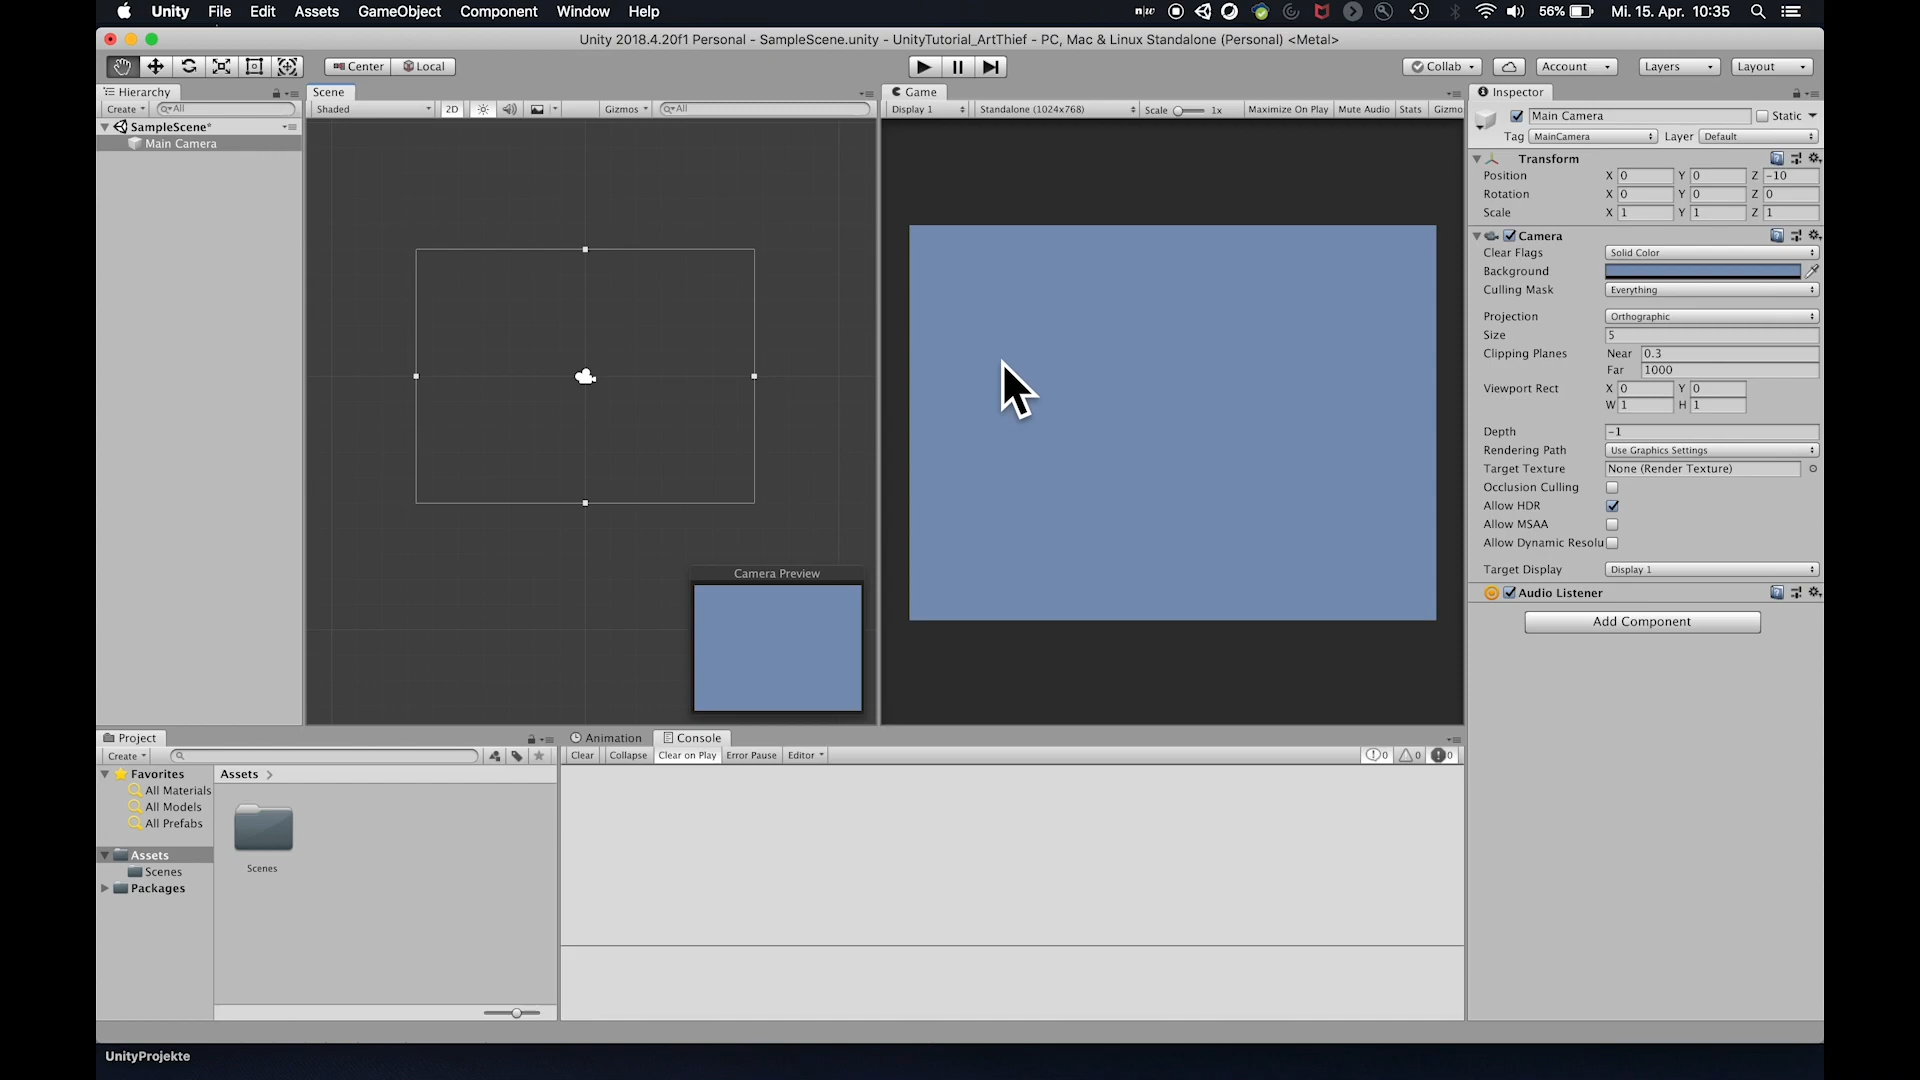 Unity File Edit Assets GameObject Component Window Help
n|w 56% Mi. 15. Apr. 10:35
Unity 2018.4.20f1 Personal - SampleScene.unity - UnityTutorial_ArtThief - PC, Mac & Linux Standalone (Personal) <Metal>
Center Local
Collab Account Layers Layout
Hierarchy
Create All
SampleScene*
Main Camera
Scene
Shaded 2D Gizmos All
Camera Preview
Game
Display 1 Standalone (1024x768) Scale 1x Maximize On Play Mute Audio Stats Gizmo
Inspector
Main Camera Static
Tag MainCamera Layer Default
Transform
Position X 0 Y 0 Z -10
Rotation X 0 Y 0 Z 0
Scale X 1 Y 1 Z 1
Camera
Clear Flags Solid Color
Background
Culling Mask Everything
Projection Orthographic
Size 5
Clipping Planes Near 0.3
Far 1000
Viewport Rect X 0 Y 0
W 1 H 1
Depth -1
Rendering Path Use Graphics Settings
Target Texture None (Render Texture)
Occlusion Culling
Allow HDR
Allow MSAA
Allow Dynamic Resolu
Target Display Display 1
Audio Listener
Add Component
Project
Create
Favorites
All Materials
All Models
All Prefabs
Assets
Scenes
Packages
Assets
Scenes
Animation Console
Clear Collapse Clear on Play Error Pause Editor 0 0 0
UnityProjekte